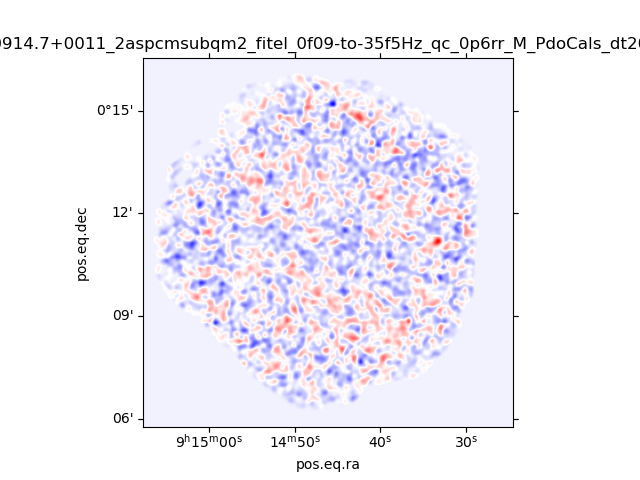 0914.7+0011_2aspcmsubqm2_fitel_0f09-to-35f5Hz_qc_0p6rr_M_PdoCals_dt20
0°15'
12'
09'
06'
pos.eq.dec
9ʰ15ᵐ00ˢ 14ᵐ50ˢ 40ˢ 30ˢ
pos.eq.ra